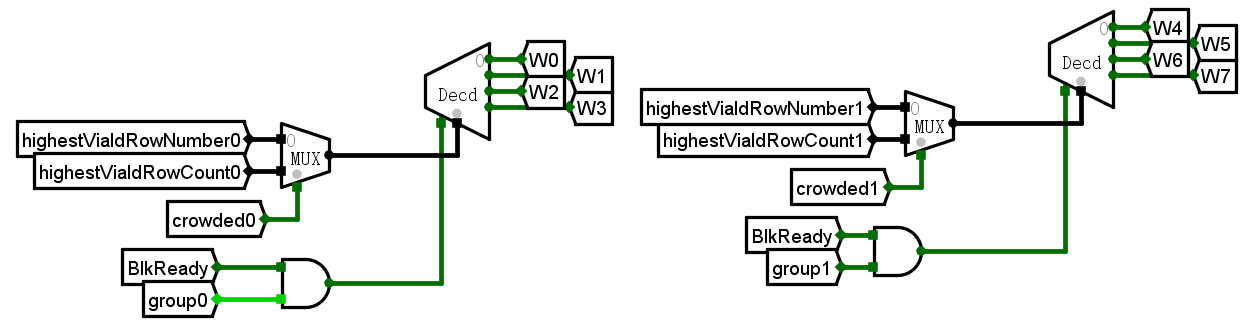 0
W0
W1
Decd
W2
W3
highestVialdRowNumber0
0
MUX
highestVialdRowCount0
crowded0
BlkReady
group0
0
W4
W5
Decd
W6
W7
highestVialdRowNumber1
0
MUX
highestVialdRowCount1
crowded1
BlkReady
group1